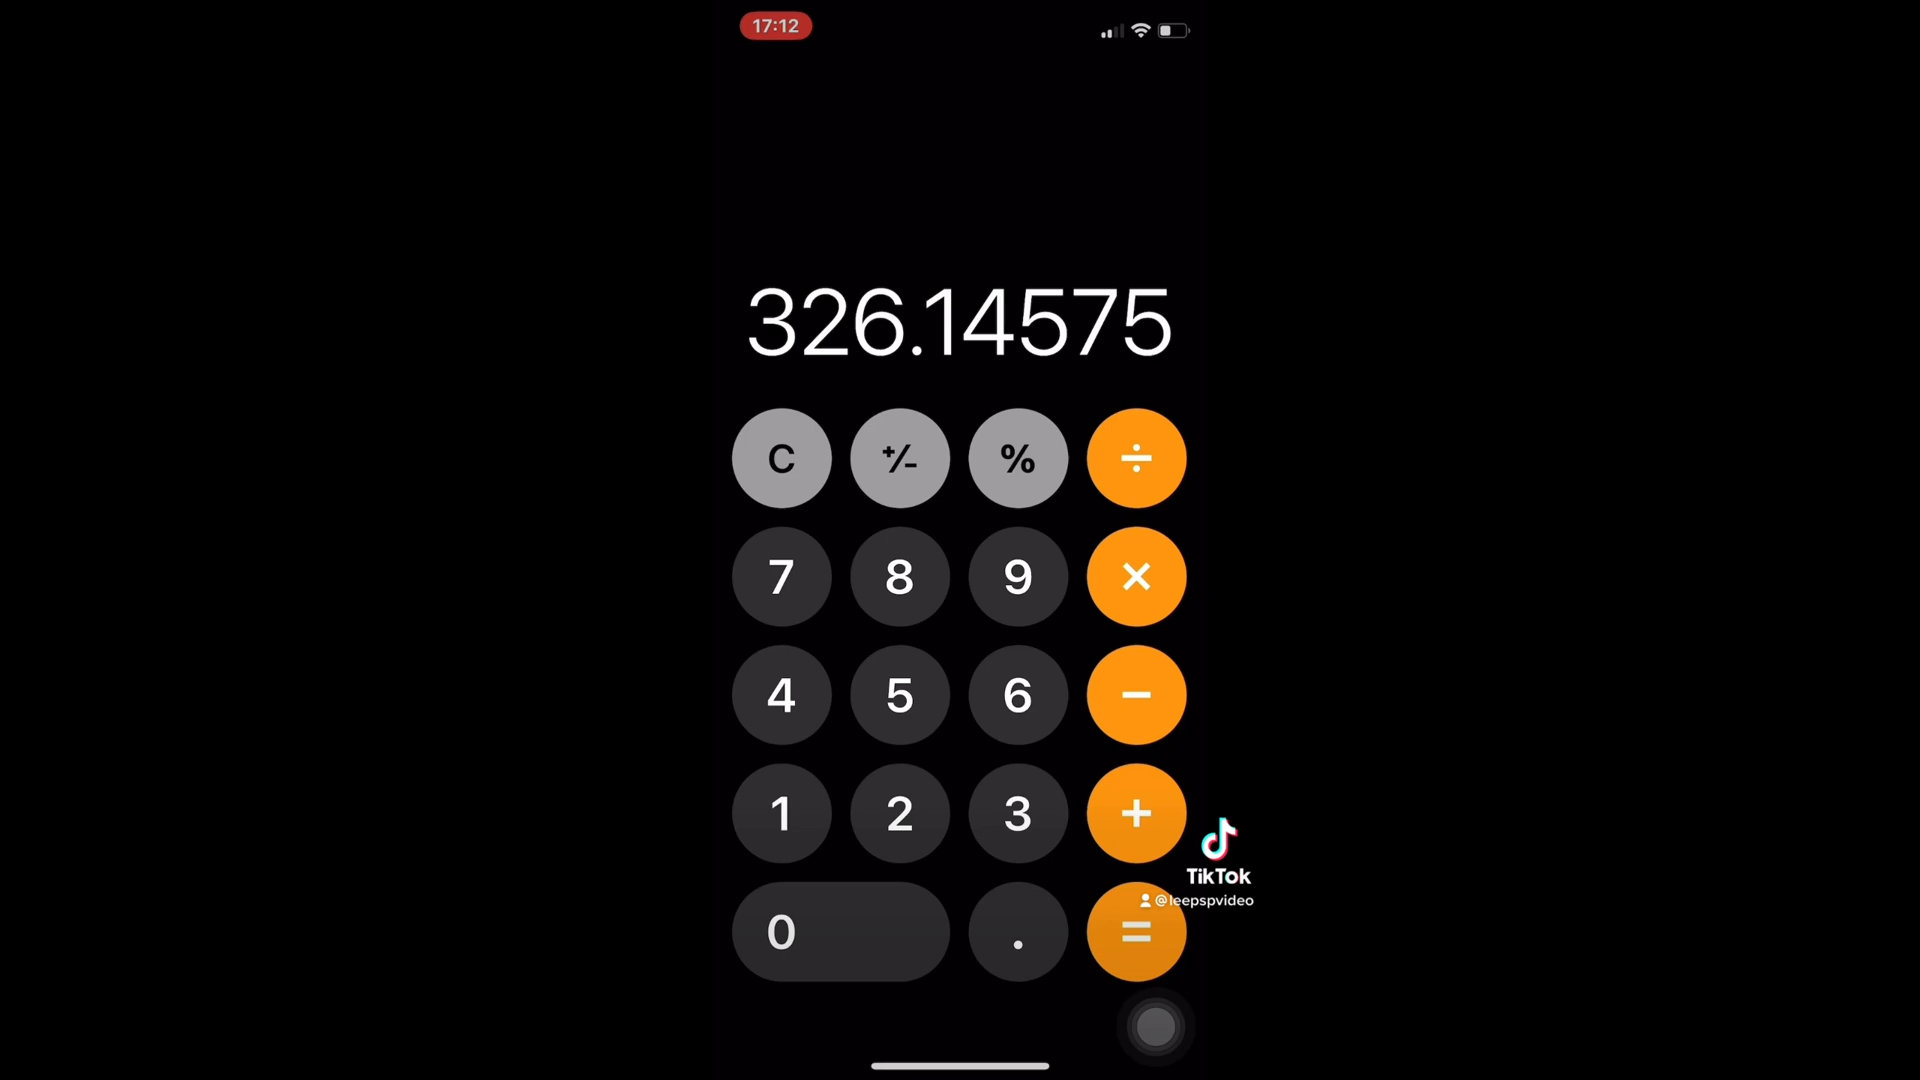 17:12
326.14575
C +/- % ÷
7 8 9 ×
4 5 6 −
1 2 3 +
TikTok
@leepspvideo
0 . =